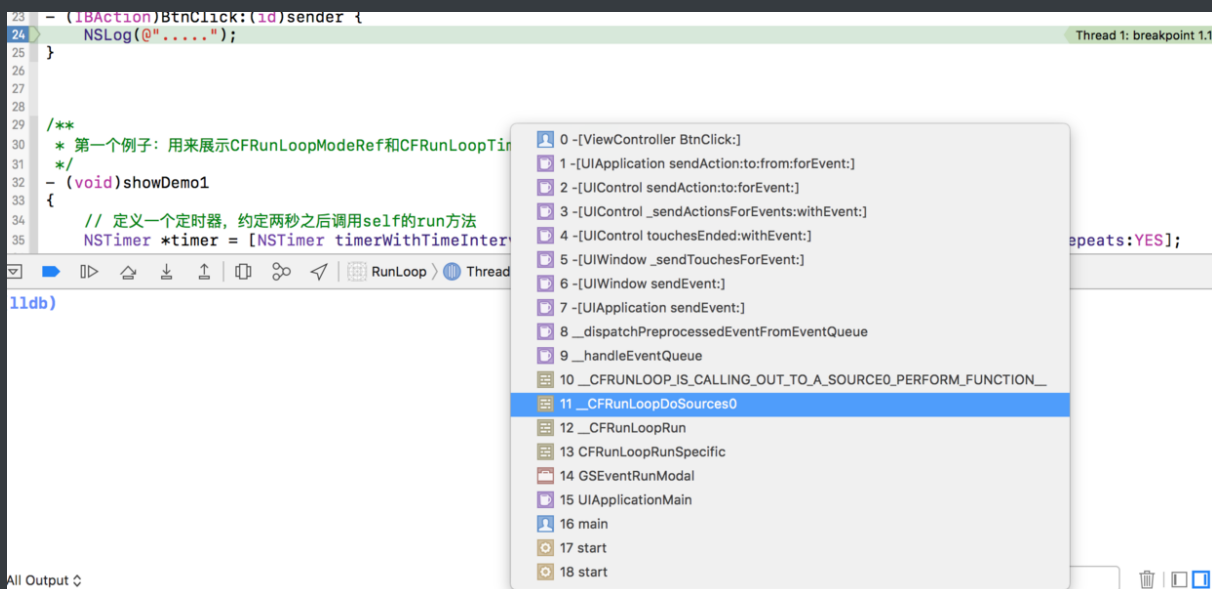 23 - (IBAction)BtnClick:(id)sender {
24 NSLog(@".....");
Thread 1: breakpoint 1.1
25 }
26
27
28
29 /**
30 * 第一个例子：用来展示CFRunLoopModeRef和CFRunLoopTim
31 */
32 - (void)showDemo1
33 {
34 // 定义一个定时器，约定两秒之后调用self的run方法
35 NSTimer *timer = [NSTimer timerWithTimeInterv
epeats:YES];
RunLoop 〉 Thread
lldb)
0 -[ViewController BtnClick:]
1 -[UIApplication sendAction:to:from:forEvent:]
2 -[UIControl sendAction:to:forEvent:]
3 -[UIControl _sendActionsForEvents:withEvent:]
4 -[UIControl touchesEnded:withEvent:]
5 -[UIWindow _sendTouchesForEvent:]
6 -[UIWindow sendEvent:]
7 -[UIApplication sendEvent:]
8 __dispatchPreprocessedEventFromEventQueue
9 __handleEventQueue
10 __CFRUNLOOP_IS_CALLING_OUT_TO_A_SOURCE0_PERFORM_FUNCTION__
11 __CFRunLoopDoSources0
12 __CFRunLoopRun
13 CFRunLoopRunSpecific
14 GSEventRunModal
15 UIApplicationMain
16 main
17 start
18 start
All Output